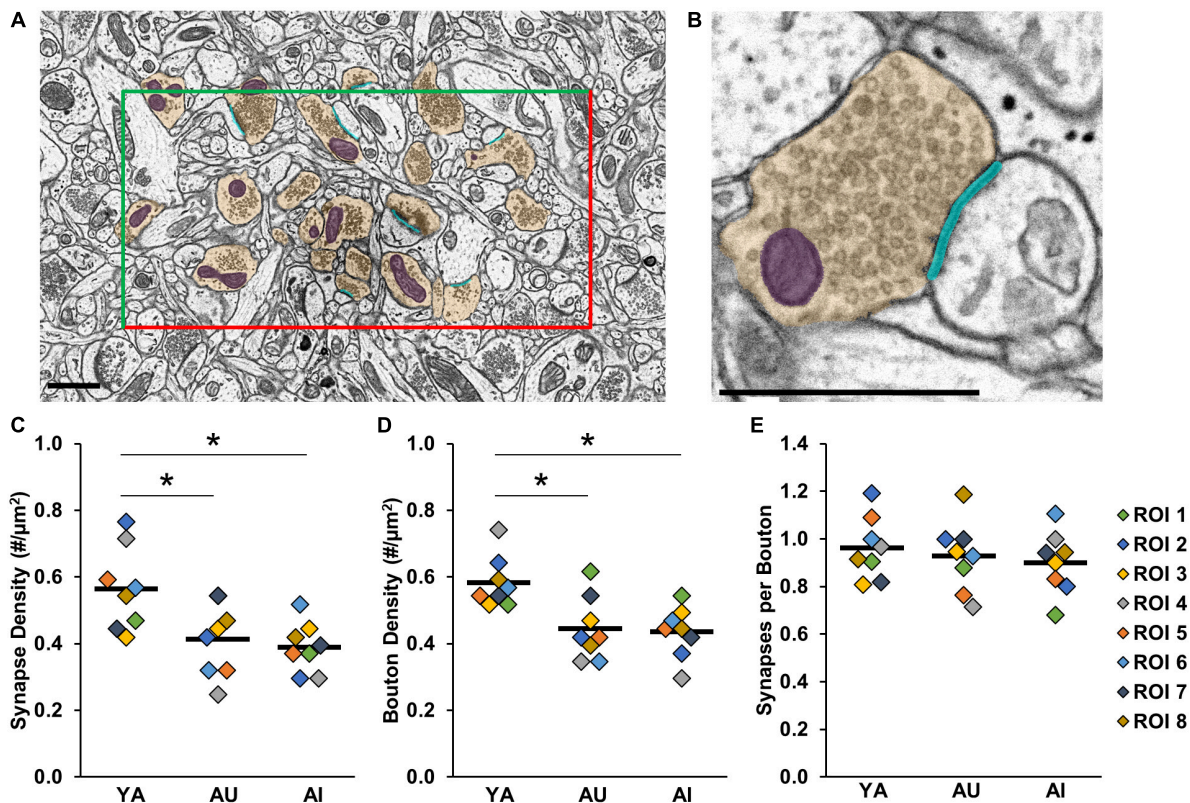 A
B
C
Synapse Density (#/μm²)
1.0
0.8
0.6
0.4
0.2
0.0
*
*
YA AU AI
D
Bouton Density (#/μm²)
1.0
0.8
0.6
0.4
0.2
0.0
*
*
YA AU AI
E
Synapses per Bouton
1.4
1.2
1.0
0.8
0.6
0.4
0.2
0.0
YA AU AI
ROI 1
ROI 2
ROI 3
ROI 4
ROI 5
ROI 6
ROI 7
ROI 8